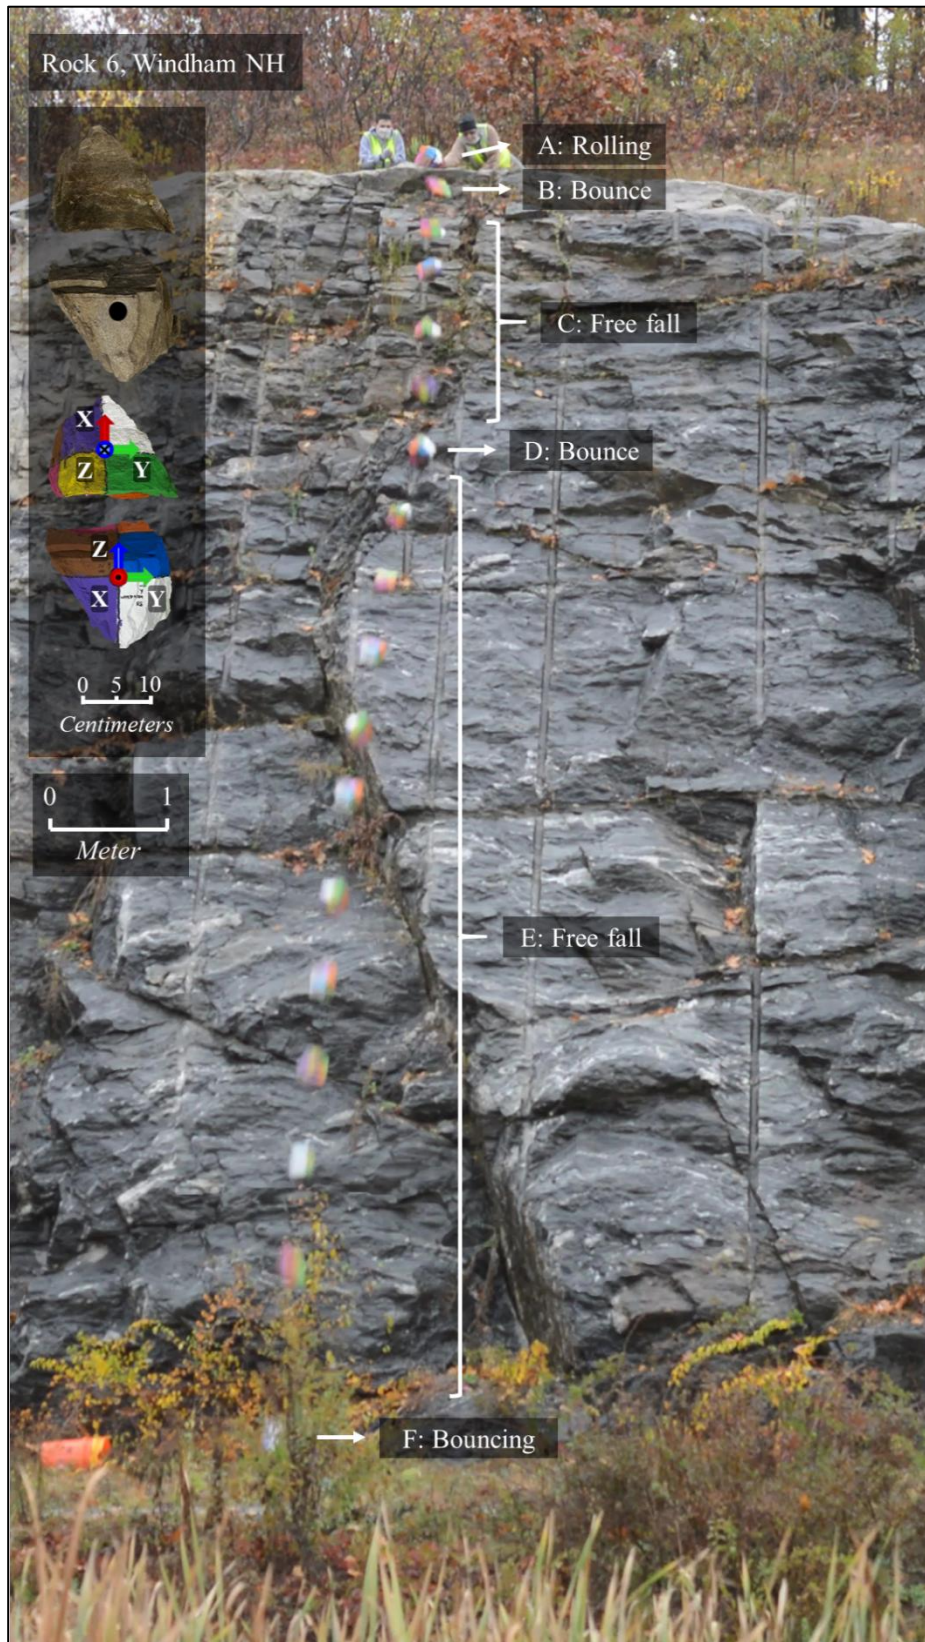 Rock 6, Windham NH
A: Rolling
B: Bounce
C: Free fall
D: Bounce
X
Z
Y
Z
X
Y
0 5 10
Centimeters
0 1
Meter
E: Free fall
F: Bouncing